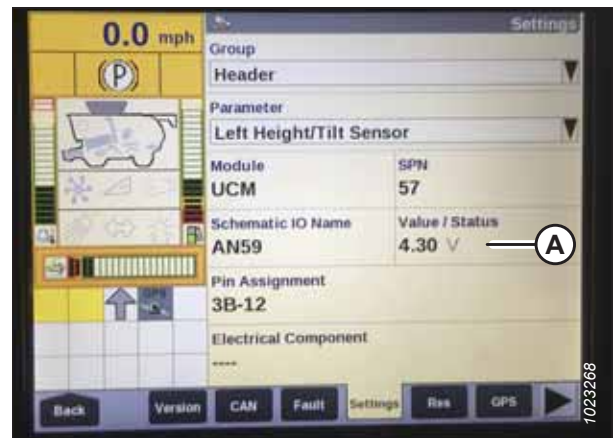 0.0 mph
Settings
(P)
Group
Header
Parameter
Left Height/Tilt Sensor
Module
SPN
UCM
57
Schematic IO Name
Value / Status
AN59
4.30 V
A
Pin Assignment
3B-12
GPS
Electrical Component
----
Back
Version
CAN
Fault
Settings
Res
GPS
1023268